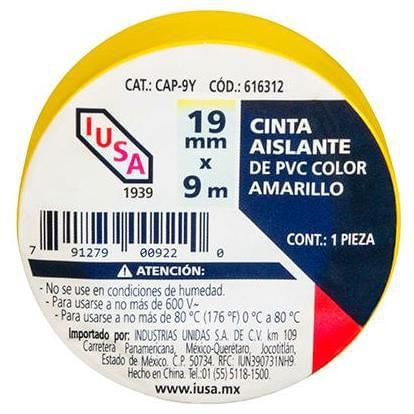 CAT.: CAP-9Y CÓD.: 616312
IUSA
1939
19
mm
x
9 m
CINTA
AISLANTE
DE PVC COLOR
AMARILLO
CONT.: 1 PIEZA
7 91279 00922 0
ATENCIÓN:
- No se use en condiciones de humedad.
- Para usarse a no más de 600 V~
- Para usarse a no más de 80 °C (176 °F) 0 °C a 80 °C
Importado por: INDUSTRIAS UNIDAS S.A. DE C.V. km 109
Carretera Panamericana, México-Querétaro, Jocotitlán,
Estado de México. C.P. 50734. RFC: IUN390731NH9.
Hecho en China. Tel.:01 (55) 5118-1500.
www.iusa.mx